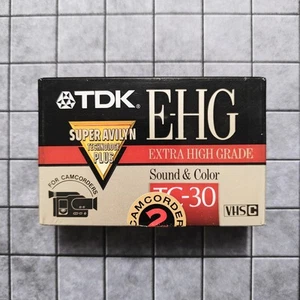 TDK
E-HG
SUPER AVILYN
TECHNOLOGY
PLUS
EXTRA HIGH GRADE
Sound & Color
TC-30
FOR CAMCORDERS
CAMCORDER
2
VHS C